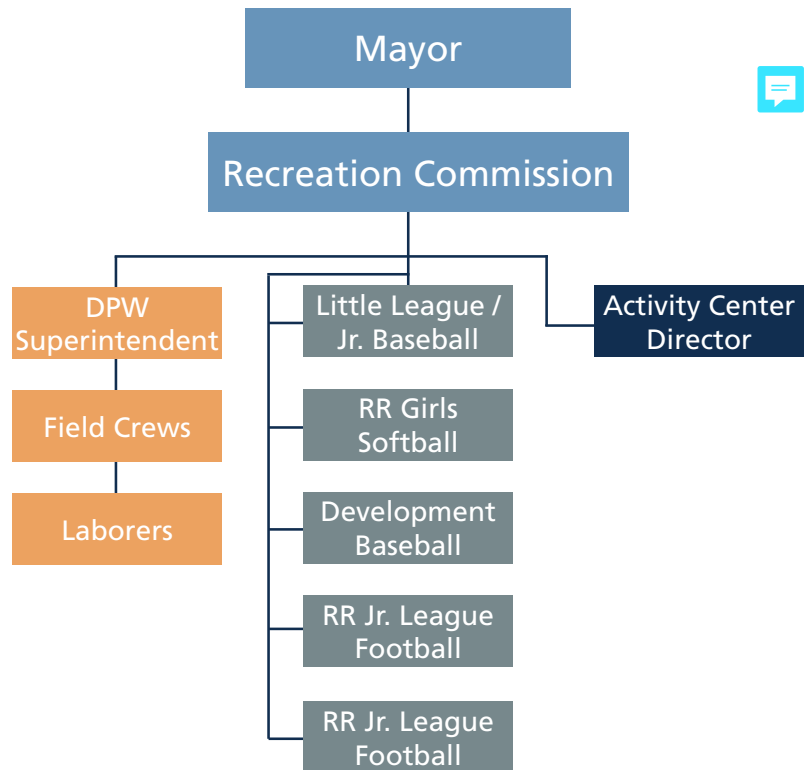 Mayor
Recreation Commission
DPW
Superintendent
Field Crews
Laborers
Little League /
Jr. Baseball
RR Girls
Softball
Development
Baseball
RR Jr. League
Football
RR Jr. League
Football
Activity Center
Director